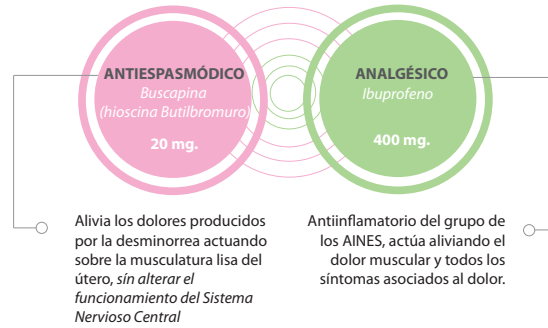 ANTIESPASMÓDICO
Buscapina
(hioscina Butilbromuro)
20 mg.
ANALGÉSICO
Ibuprofeno
400 mg.
Alivia los dolores producidos
por la desminorrea actuando
sobre la musculatura lisa del
útero, sín alterar el
funcionamiento del Sistema
Nervioso Central
Antiinflamatorio del grupo de
los AINES, actúa aliviando el
dolor muscular y todos los
síntomas asociados al dolor.